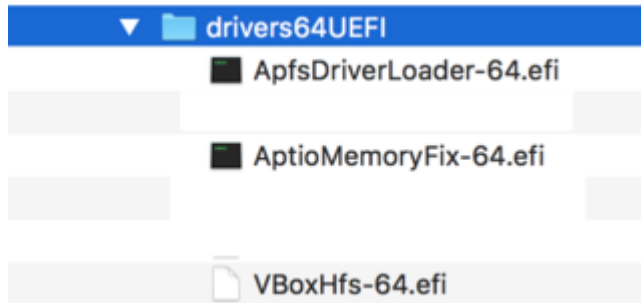 drivers64UEFI
ApfsDriverLoader-64.efi
AptioMemoryFix-64.efi
VBoxHfs-64.efi